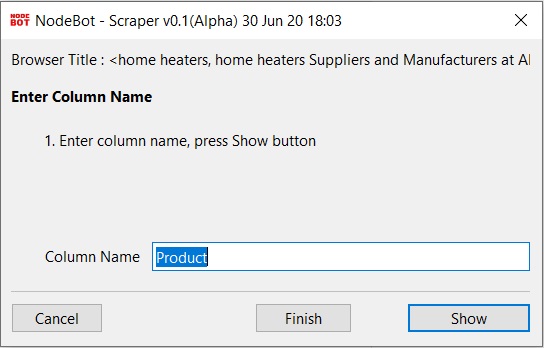 NODE
BOT
NodeBot - Scraper v0.1(Alpha) 30 Jun 20 18:03
Browser Title : <home heaters, home heaters Suppliers and Manufacturers at Al
Enter Column Name
1. Enter column name, press Show button
Column Name Product
Cancel Finish Show